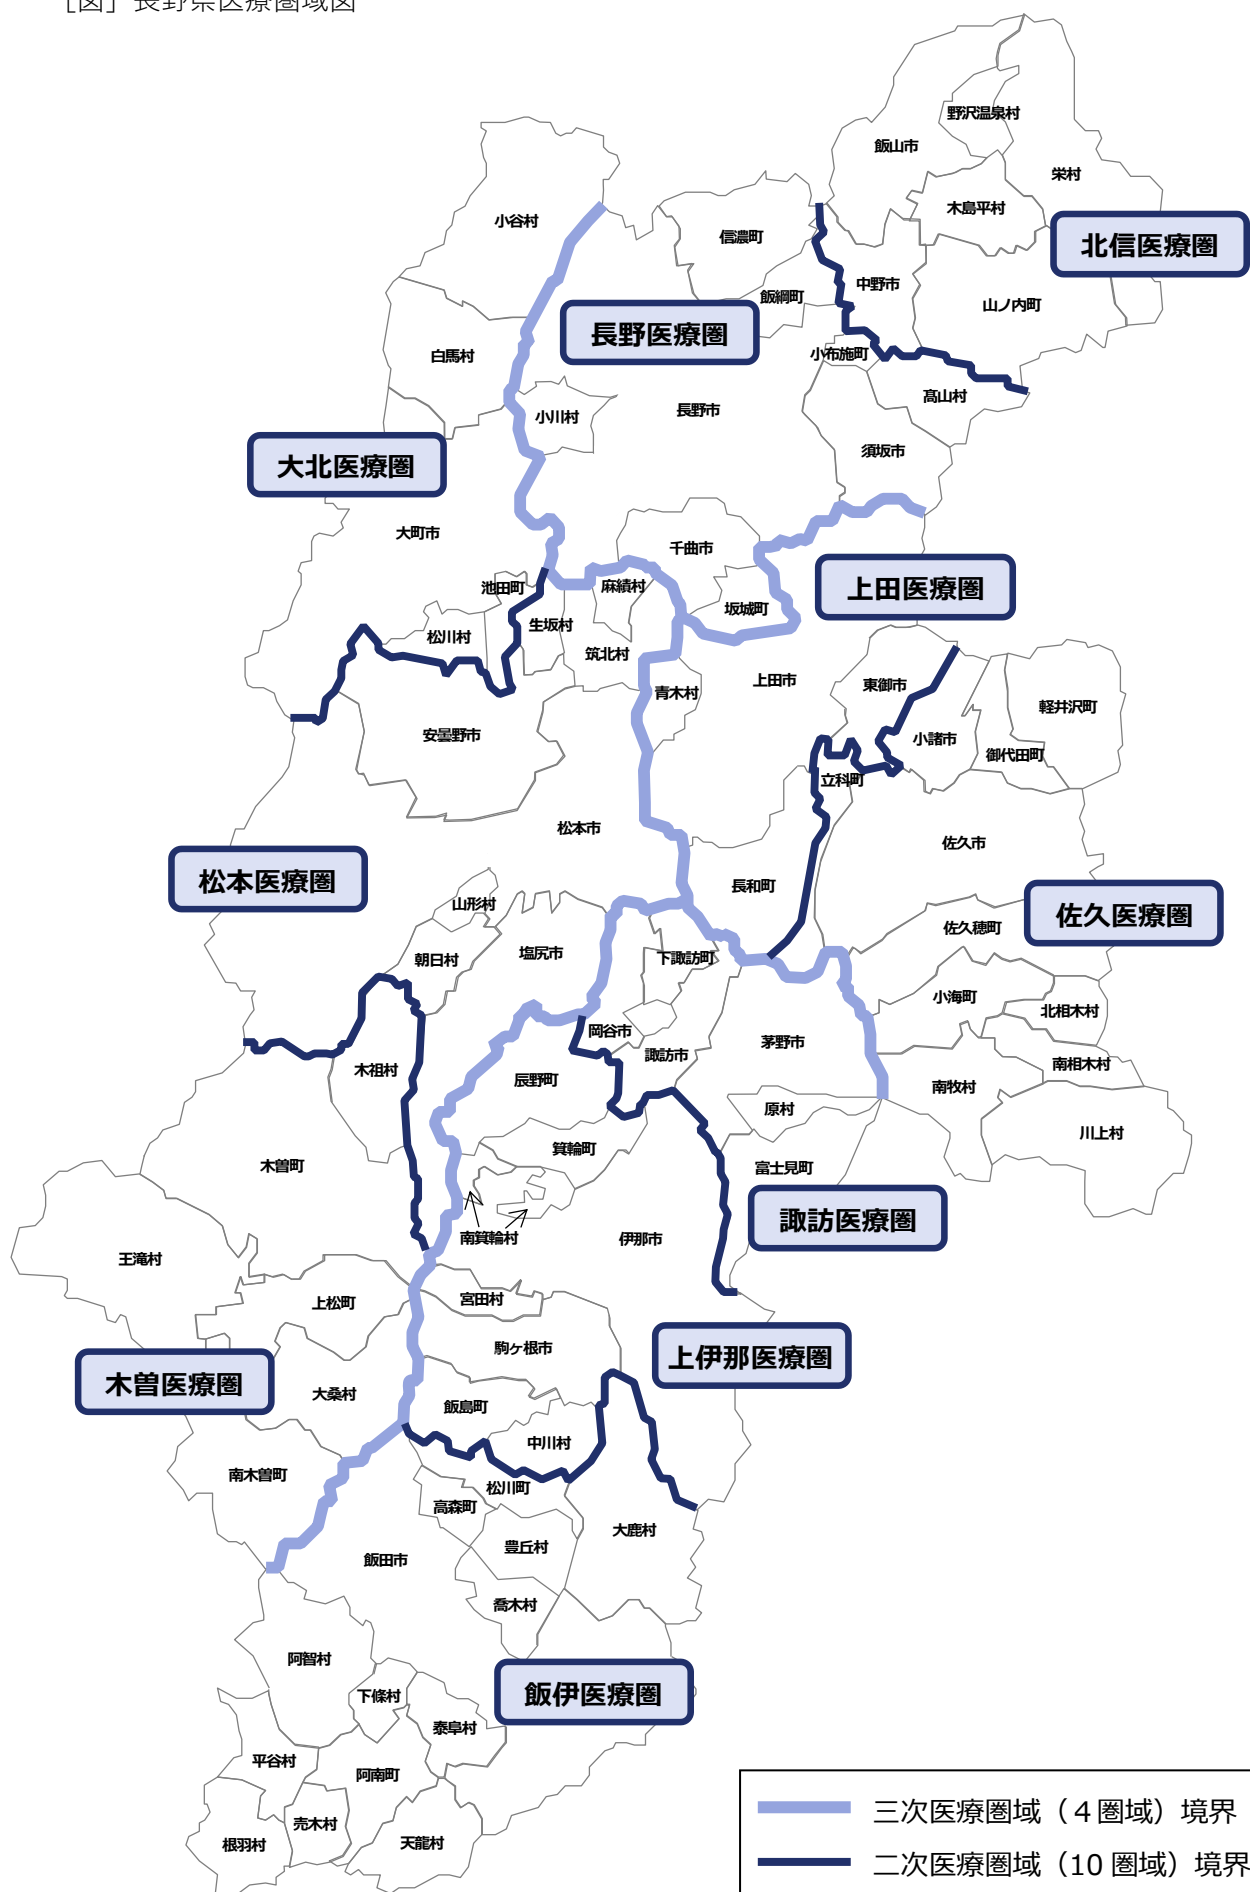 ［図］長野県医療圏域図
野沢温泉村
飯山市
栄村
木島平村
小谷村
信濃町
北信医療圏
中野市
飯綱町
山ノ内町
長野医療圏
白馬村
小布施町
髙山村
長野市
小川村
須坂市
大北医療圏
大町市
千曲市
池田町
麻績村
上田医療圏
坂城町
生坂村
松川村
筑北村
上田市
東御市
青木村
軽井沢町
安曇野市
小諸市
御代田町
立科町
松本市
佐久市
松本医療圏
長和町
山形村
佐久医療圏
佐久穂町
塩尻市
朝日村
下諏訪町
小海町
北相木村
岡谷市
茅野市
諏訪市
南相木村
木祖村
辰野町
南牧村
原村
川上村
箕輪町
木曽町
富士見町
諏訪医療圏
南箕輪村
伊那市
王滝村
宮田村
上松町
駒ヶ根市
上伊那医療圏
木曽医療圏
大桑村
飯島町
中川村
南木曽町
松川町
高森町
大鹿村
豊丘村
飯田市
喬木村
阿智村
飯伊医療圏
下條村
泰阜村
平谷村
阿南町
売木村
天龍村
根羽村
三次医療圏域（４圏域）境界
二次医療圏域（10 圏域）境界